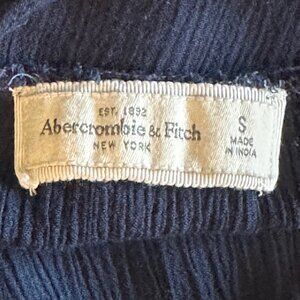 EST. 1892
Abercrombie & Fitch
NEW YORK
S
MADE
IN INDIA